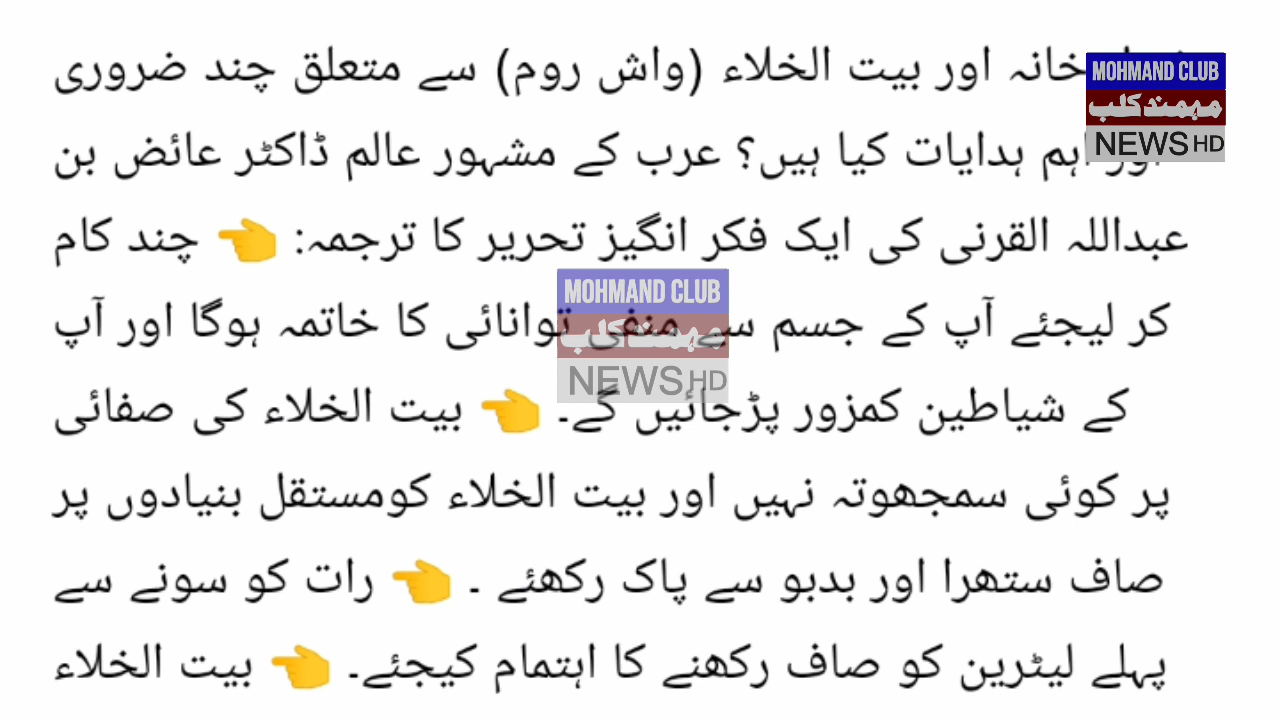 خانہ اور بیت الخلاء (واش روم) سے متعلق چند ضروری
اور اہم ہدایات کیا ہیں؟ عرب کے مشہور عالم ڈاکٹر عائض بن
عبداللہ القرنی کی ایک فکر انگیز تحریر کا ترجمہ: 👈 چند کام
کر لیجئے آپ کے جسم سے منفی توانائی کا خاتمہ ہوگا اور آپ
کے شیاطین کمزور پڑجائیں گے۔ 👈 بیت الخلاء کی صفائی
پر کوئی سمجھوتہ نہیں اور بیت الخلاء کومستقل بنیادوں پر
صاف ستھرا اور بدبو سے پاک رکھئے ۔ 👈 رات کو سونے سے
پہلے لیٹرین کو صاف رکھنے کا اہتمام کیجئے۔ 👈 بیت الخلاء
MOHMAND CLUB
مہمند کلب
NEWS HD
MOHMAND CLUB
مہمند کلب
NEWS HD